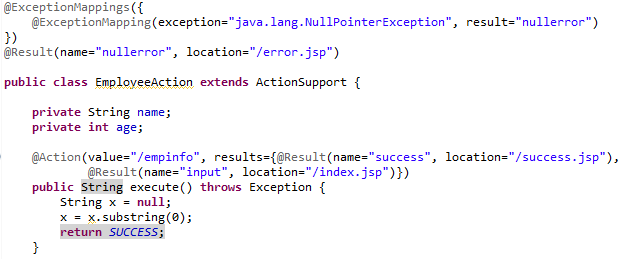 @ExceptionMappings({
    @ExceptionMapping(exception="java.lang.NullPointerException", result="nullerror")
})
@Result(name="nullerror", location="/error.jsp")
public class EmployeeAction extends ActionSupport {
    private String name;
    private int age;
    @Action(value="/empinfo", results={@Result(name="success", location="/success.jsp"),
            @Result(name="input", location="/index.jsp")})
    public String execute() throws Exception {
        String x = null;
        x = x.substring(0);
        return SUCCESS;
    }